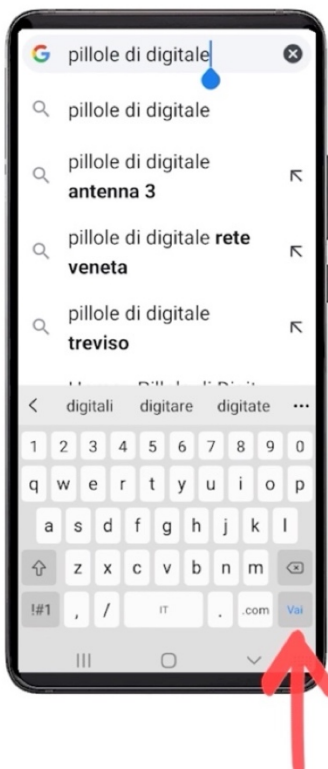 pillole di digitale
pillole di digitale
pillole di digitale
antenna 3
pillole di digitale rete
veneta
pillole di digitale
treviso
digitali digitare digitate
1 2 3 4 5 6 7 8 9 0
q w e r t y u i o p
a s d f g h j k l
z x c v b n m
!#1 , / IT . .com Vai